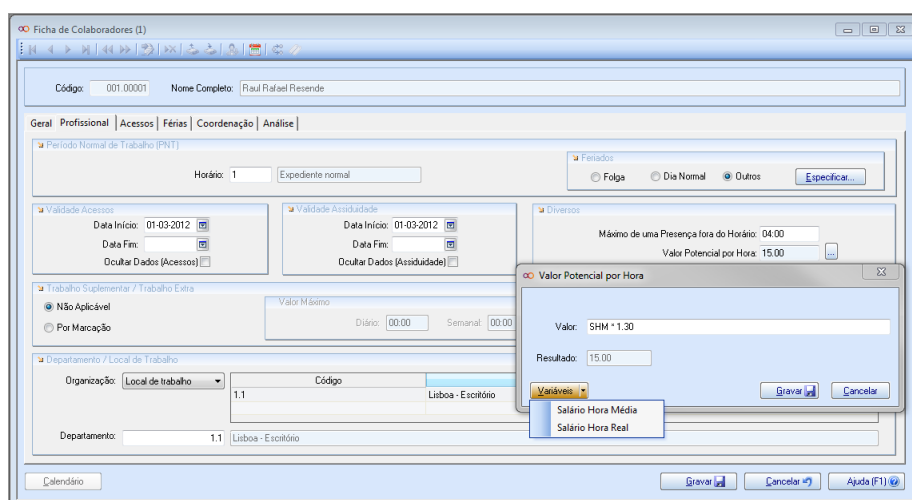 Ficha de Colaboradores (1)
Código: 001.00001 Nome Completo: Raul Rafael Resende
Geral Profissional Acessos Férias Coordenação Análise
Período Normal de Trabalho (PNT)
Horário: 1 Expediente normal
Feriados
Folga Dia Normal Outros Especificar...
Validade Acessos
Data Início: 01-03-2012
Data Fim:
Ocultar Dados (Acessos)
Validade Assiduidade
Data Início: 01-03-2012
Data Fim:
Ocultar Dados (Assiduidade)
Diversos
Máximo de uma Presença fora do Horário: 04:00
Valor Potencial por Hora: 15.00 ...
Trabalho Suplementar / Trabalho Extra
Não Aplicável
Por Marcação
Valor Máximo
Diário: 00:00 Semanal: 00:00
Valor Potencial por Hora
Valor: SHM * 1.30
Resultado: 15.00
Variáveis Gravar Cancelar
Salário Hora Média
Salário Hora Real
Departamento / Local de Trabalho
Organização: Local de trabalho
Código
1.1 Lisboa - Escritório
Departamento: 1.1 Lisboa - Escritório
Calendário Gravar Cancelar Ajuda (F1)